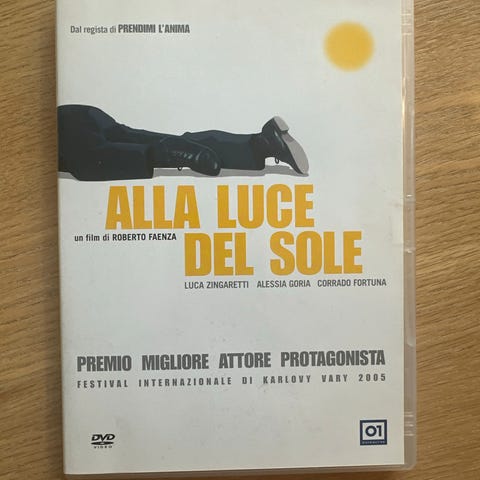 Dal regista di PRENDIMI L'ANIMA
ALLA LUCE
un film di ROBERTO FAENZA
DEL SOLE
LUCA ZINGARETTI ALESSIA GORIA CORRADO FORTUNA
PREMIO MIGLIORE ATTORE PROTAGONISTA
FESTIVAL INTERNAZIONALE DI KARLOVY VARY 2005
DVD
VIDEO
01